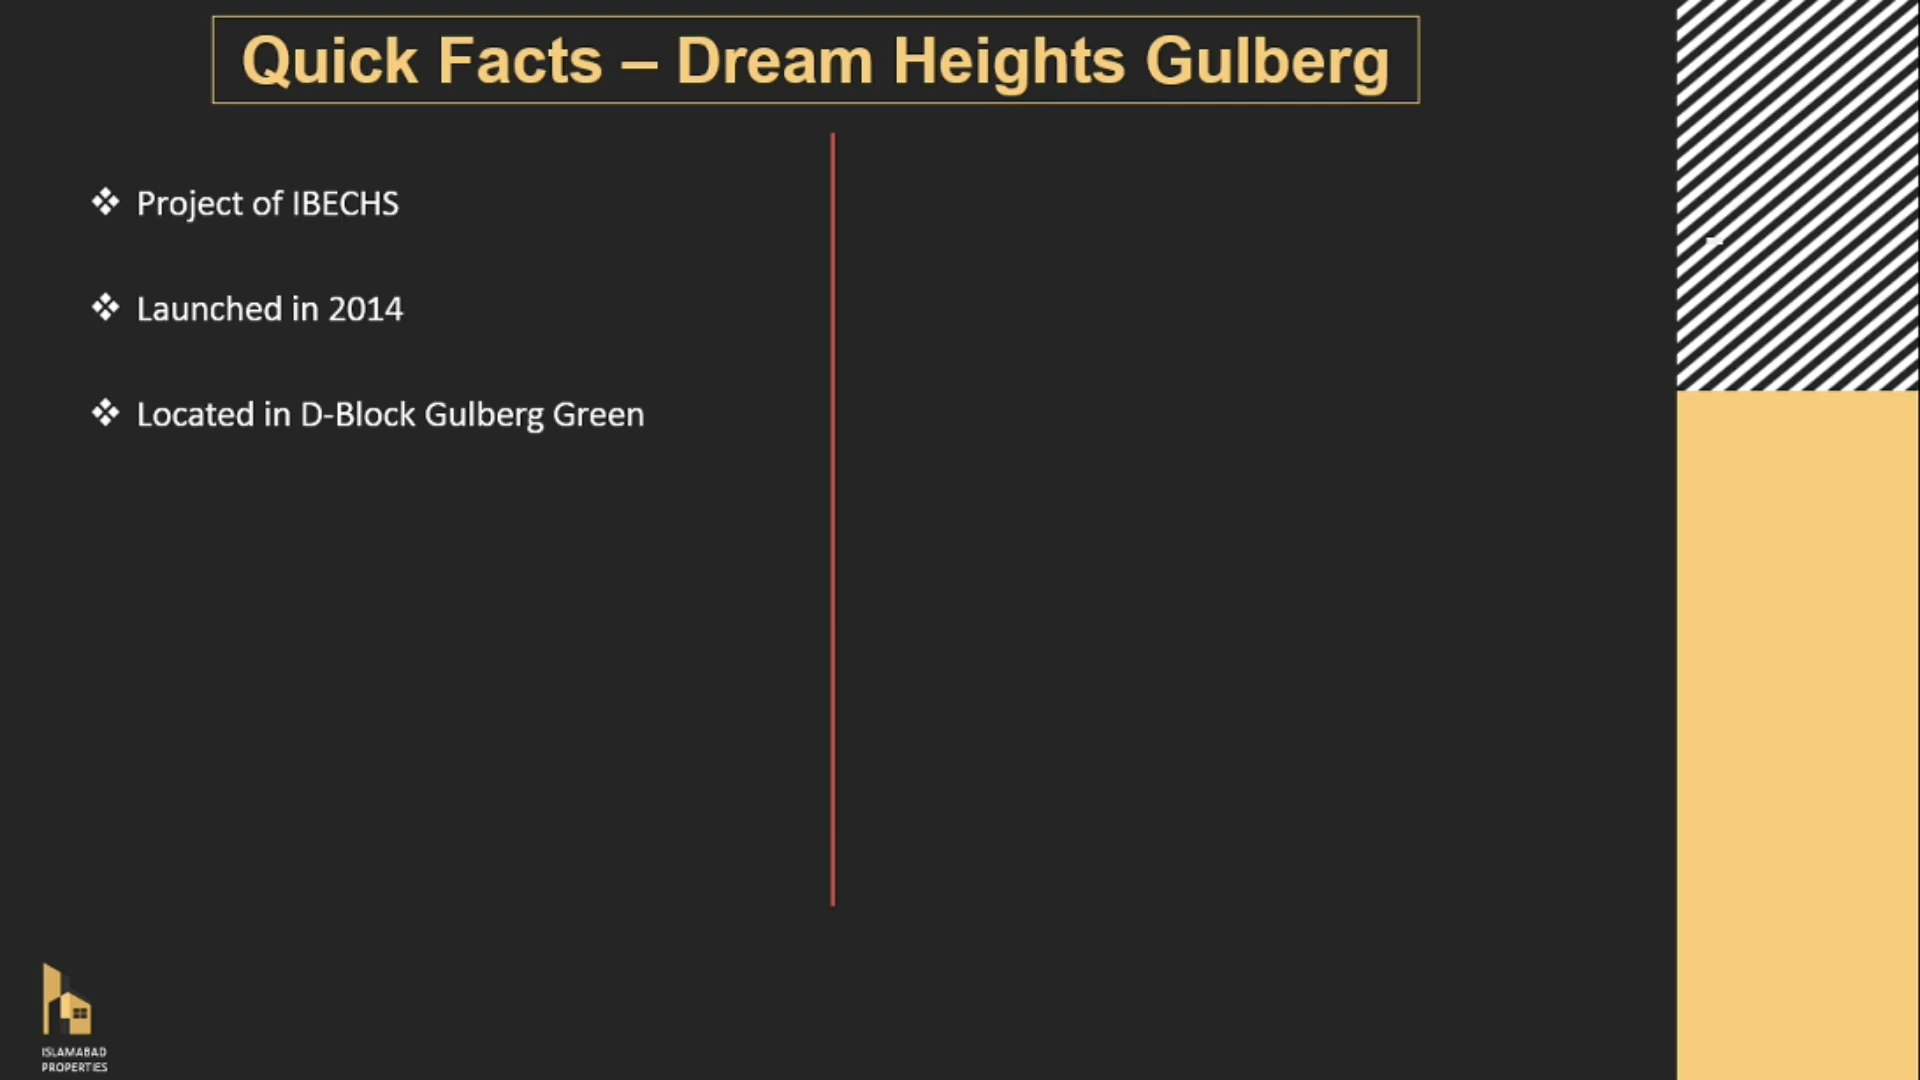 Quick Facts – Dream Heights Gulberg
❖ Project of IBECHS
❖ Launched in 2014
❖ Located in D-Block Gulberg Green
ISLAMABAD
PROPERTIES